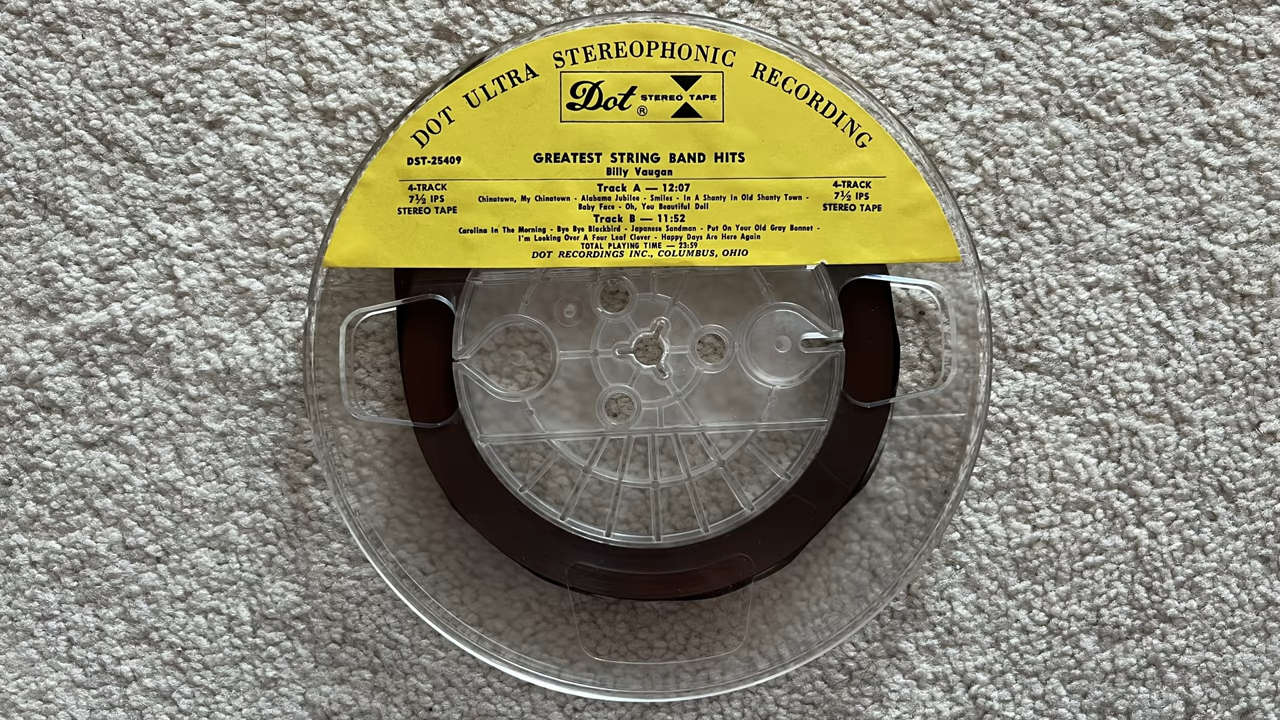 DOT ULTRA STEREOPHONIC RECORDING
Dot® STEREO TAPE
DST-25409
GREATEST STRING BAND HITS
Billy Vaugan
4-TRACK
7½ IPS
STEREO TAPE
Track A — 12:07
Chinatown, My Chinatown - Alabama Jubilee - Smiles - In A Shanty In Old Shanty Town -
Baby Face - Oh, You Beautiful Doll
Track B — 11:52
Carolina In The Morning - Bye Bye Blackbird - Japanese Sandman - Put On Your Old Gray Bonnet -
I'm Looking Over A Four Leaf Clover - Happy Days Are Here Again
TOTAL PLAYING TIME — 23:59
DOT RECORDINGS INC., COLUMBUS, OHIO
4-TRACK
7½ IPS
STEREO TAPE